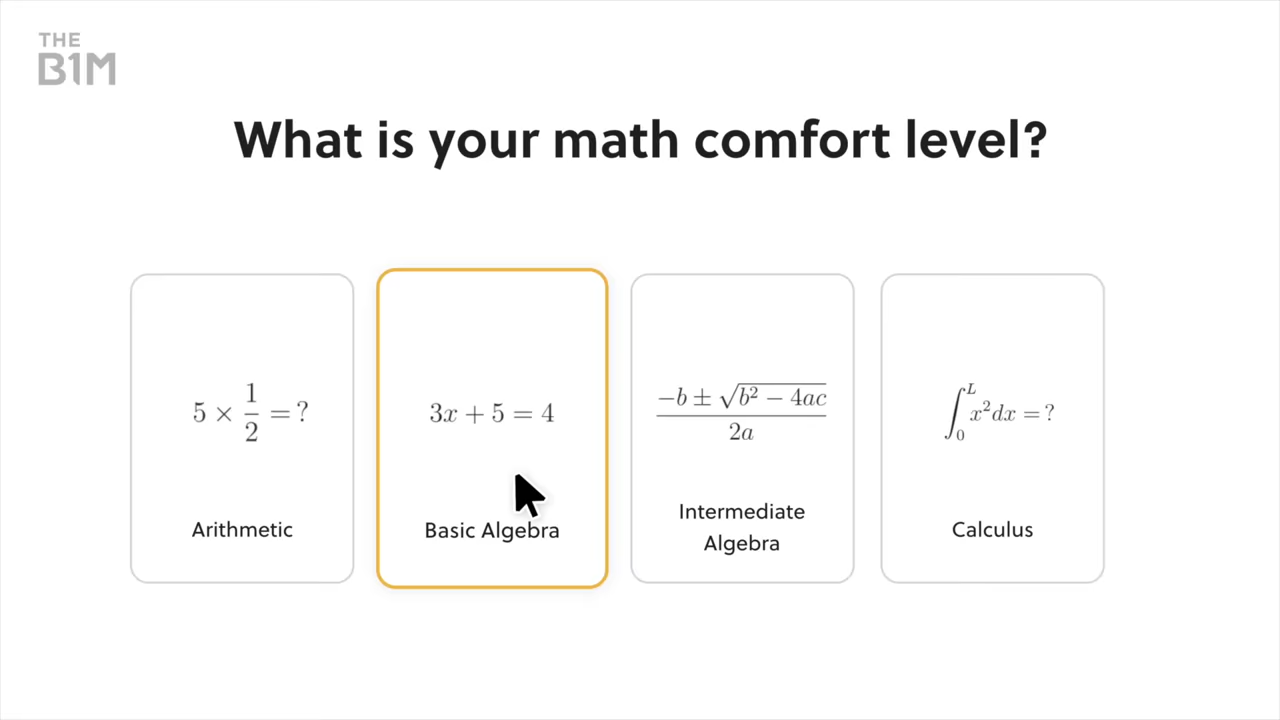 THE
B1M
What is your math comfort level?
5 × 1/2 = ?
Arithmetic
3x + 5 = 4
Basic Algebra
−b ± √b² − 4ac
2a
Intermediate
Algebra
∫₀ᴸ x²dx = ?
Calculus